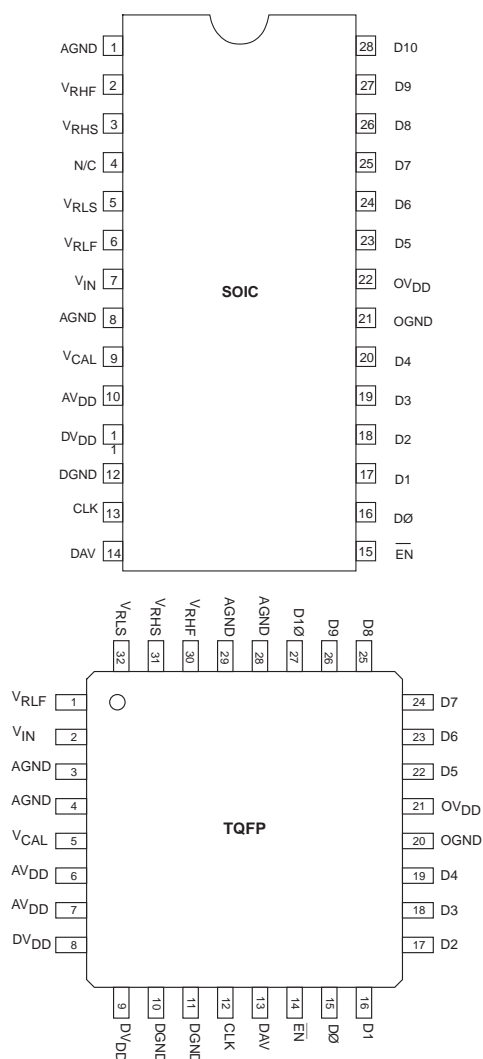 AGND 1 28 D10
VRHF 2 27 D9
VRHS 3 26 D8
N/C 4 25 D7
VRLS 5 24 D6
VRLF 6 23 D5
VIN 7 22 OVDD
SOIC
AGND 8 21 OGND
VCAL 9 20 D4
AVDD 10 19 D3
DVDD 11 18 D2
DGND 12 17 D1
CLK 13 16 DØ
DAV 14 15 EN
VRLS VRHS VRHF AGND AGND D1Ø D9 D8
32 31 30 29 28 27 26 25
VRLF 1 24 D7
VIN 2 23 D6
AGND 3 22 D5
AGND 4 21 OVDD
TQFP
VCAL 5 20 OGND
AVDD 6 19 D4
AVDD 7 18 D3
DVDD 8 17 D2
9 10 11 12 13 14 15 16
DVDD DGND DGND CLK DAV EN DØ D1